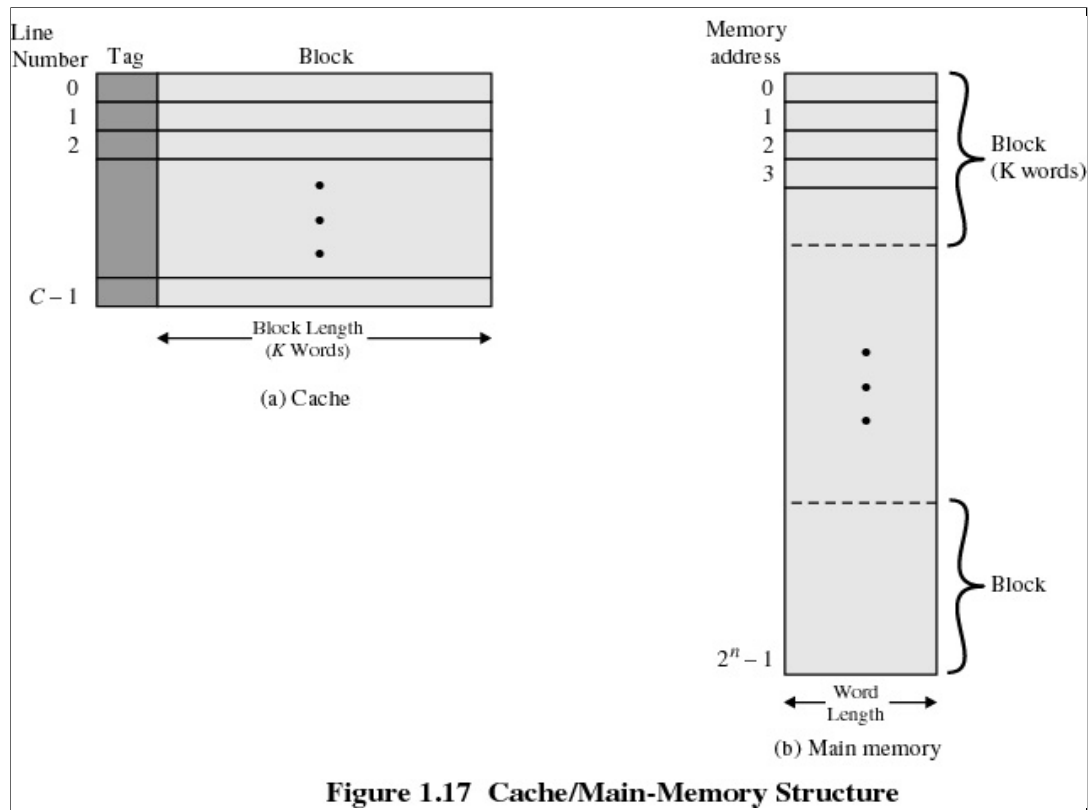 Line
Number
Tag
Block
0
1
2
C – 1
Block Length
(K Words)
(a) Cache
Memory
address
0
1
2
3
Block
(K words)
Block
2ⁿ – 1
Word
Length
(b) Main memory
Figure 1.17 Cache/Main-Memory Structure